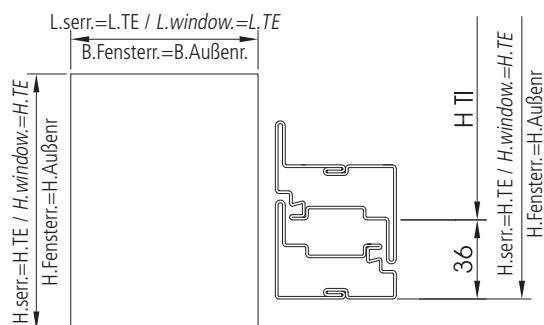 L.serr.=L.TE / L.window.=L.TE
B.Fensterr.=B.Außenr.
H.serr.=H.TE / H.window.=H.TE
H.Fensterr.=H.Außenr
H TI
36
H.serr.=H.TE / H.window.=H.TE
H.Fensterr.=H.Außenr